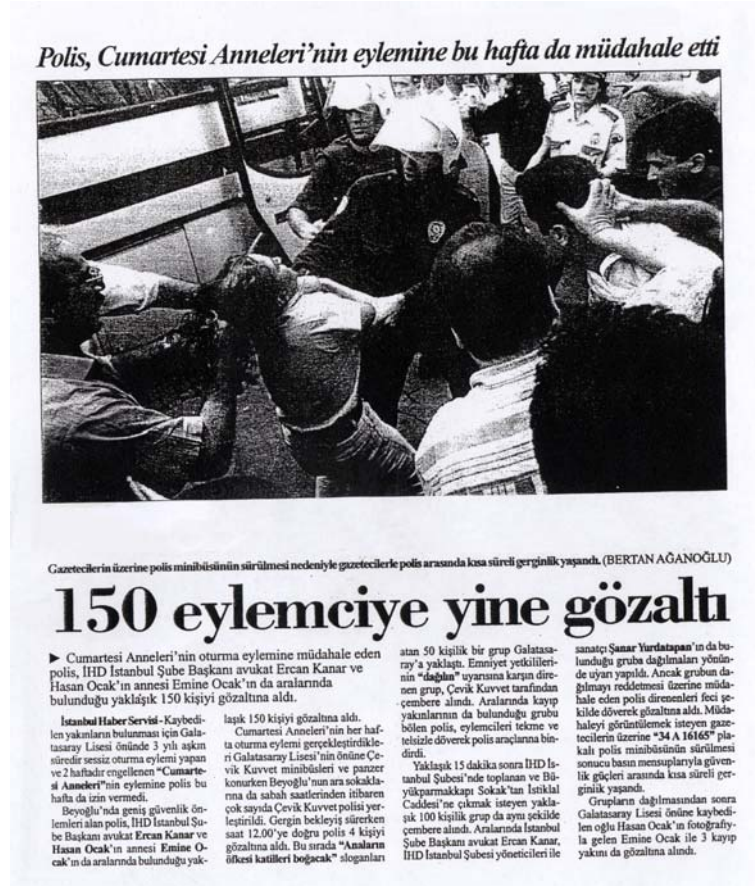 Polis, Cumartesi Anneleri'nin eylemine bu hafta da müdahale etti
Gazetecilerin üzerine polis minibüsünün sürülmesi nedeniyle gazetecilerle polis arasında kısa süreli gerginlik yaşandı. (BERTAN AĞANOĞLU)
150 eylemciye yine gözaltı
► Cumartesi Anneleri'nin oturma eylemine müdahale eden
polis, İHD İstanbul Şube Başkanı avukat Ercan Kanar ve
Hasan Ocak'ın annesi Emine Ocak'ın da aralarında
bulunduğu yaklaşık 150 kişiyi gözaltına aldı.
İstanbul Haber Servisi - Kaybedi-
len yakınların bulunması için Gala-
tasaray Lisesi önünde 3 yılı aşkın
süredir sessiz oturma eylemi yapan
ve 2 haftadır engellenen "Cumarte-
si Anneleri"nin eylemine polis bu
hafta da izin vermedi.
Beyoğlu'nda geniş güvenlik ön-
lemleri alan polis, İHD İstanbul Şu-
be Başkanı avukat Ercan Kanar ve
Hasan Ocak'ın annesi Emine O-
cak'ın da aralarında bulunduğu yak-
laşık 150 kişiyi gözaltına aldı.
Cumartesi Anneleri'nin her haf-
ta oturma eylemi gerçekleştirdikle-
ri Galatasaray Lisesi'nin önüne Çe-
vik Kuvvet minibüsleri ve panzer
konurken Beyoğlu'nun ara sokakla-
rına da sabah saatlerinden itibaren
çok sayıda Çevik Kuvvet polisi yer-
leştirildi. Gergin bekleyiş sürerken
saat 12.00'ye doğru polis 4 kişiyi
gözaltına aldı. Bu sırada "Anaların
öfkesi katilleri boğacak" sloganları
atan 50 kişilik bir grup Galatasa-
ray'a yaklaştı. Emniyet yetkilileri-
nin "dağılın" uyarısına karşın dire-
nen grup, Çevik Kuvvet tarafından
çembere alındı. Aralarında kayıp
yakınlarının da bulunduğu grubu
bölen polis, eylemcileri tekme ve
telsizle döverek polis araçlarına bin-
dirdi.
Yaklaşık 15 dakika sonra İHD İs-
tanbul Şubesi'nde toplanan ve Bü-
yükparmakkapı Sokak'tan İstiklal
Caddesi'ne çıkmak isteyen yakla-
şık 100 kişilik grup da aynı şekilde
çembere alındı. Aralarında İstanbul
Şube Başkanı avukat Ercan Kanar,
İHD İstanbul Şubesi yöneticileri ile
sanatçı Şanar Yurdatapan'ın da bu-
lunduğu gruba dağılmaları yönün-
de uyarı yapıldı. Ancak grubun da-
ğılmayı reddetmesi üzerine müda-
hale eden polis direnenleri feci şe-
kilde döverek gözaltına aldı. Müda-
haleyi görüntülemek isteyen gaze-
tecilerin üzerine "34 A 16165" pla-
kalı polis minibüsünün sürülmesi
sonucu basın mensuplarıyla güven-
lik güçleri arasında kısa süreli ger-
ginlik yaşandı.
Grupların dağılmasından sonra
Galatasaray Lisesi önüne kaybedi-
len oğlu Hasan Ocak'ın fotoğrafıy-
la gelen Emine Ocak ile 3 kayıp
yakını da gözaltına alındı.